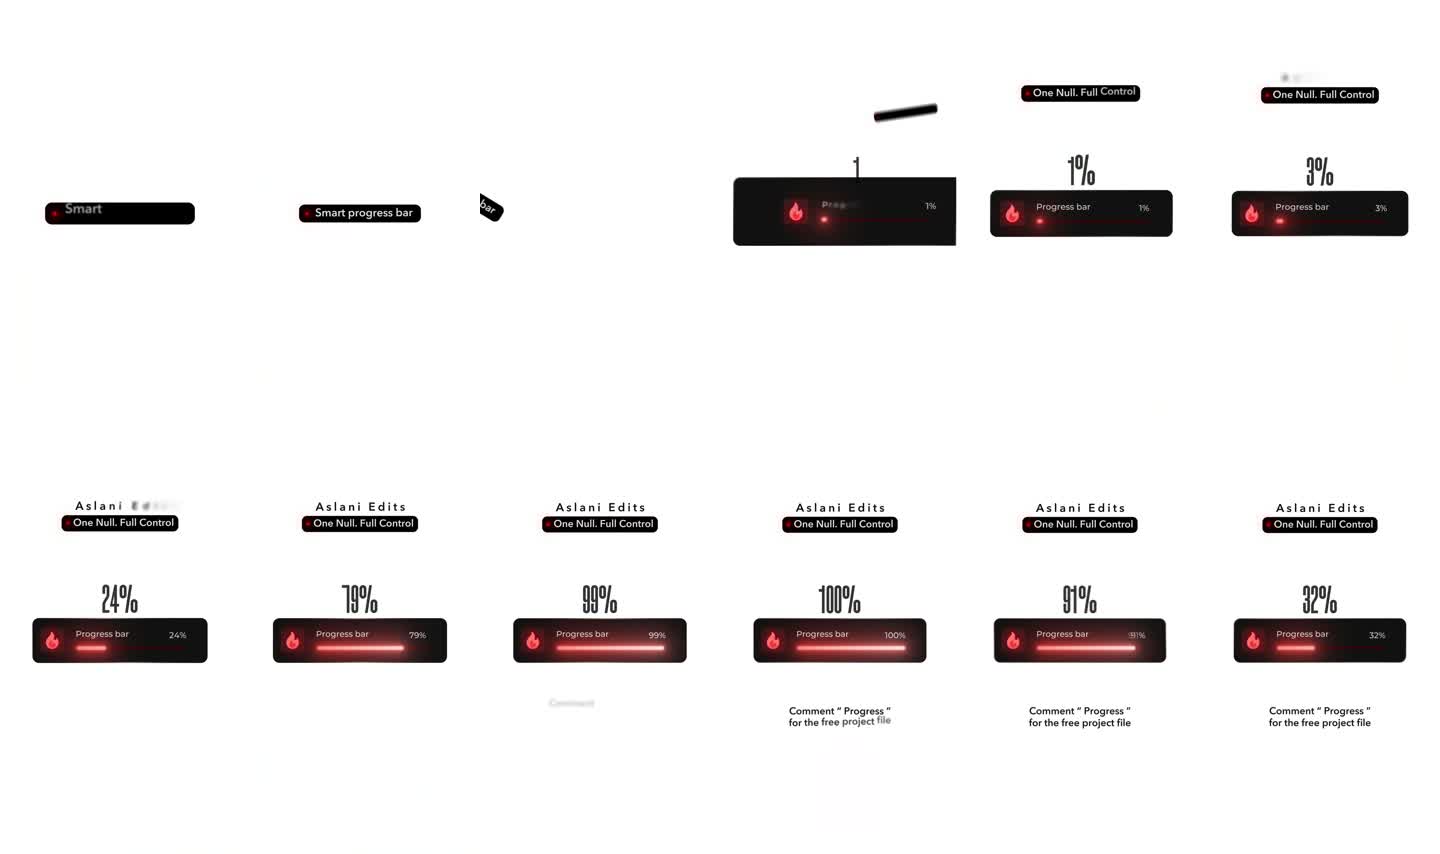 Smart
Smart progress bar
bar
1
1%
One Null. Full Control
1%
Progress bar
1%
One Null. Full Control
3%
Progress bar
3%
Aslani
One Null. Full Control
24%
Progress bar
24%
Aslani Edits
One Null. Full Control
79%
Progress bar
79%
Aslani Edits
One Null. Full Control
99%
Progress bar
99%
Comment
Aslani Edits
One Null. Full Control
100%
Progress bar
100%
Comment “ Progress ”
for the free project file
Aslani Edits
One Null. Full Control
91%
Progress bar
91%
Comment “ Progress ”
for the free project file
Aslani Edits
One Null. Full Control
32%
Progress bar
32%
Comment “ Progress ”
for the free project file